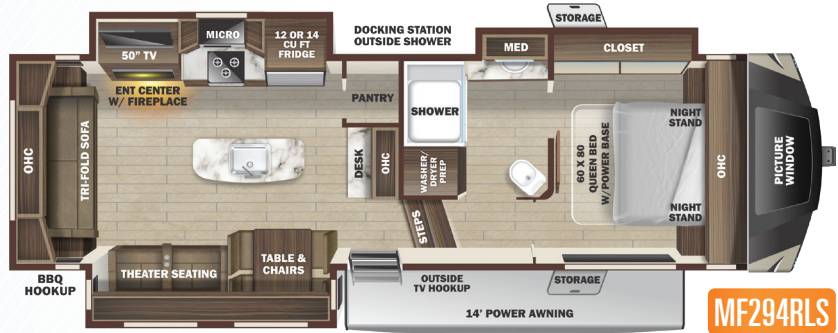 STORAGE
DOCKING STATION
OUTSIDE SHOWER
50" TV
MICRO
12 OR 14
CU FT
FRIDGE
MED
CLOSET
ENT CENTER
W/ FIREPLACE
PANTRY
SHOWER
OHC
TRI-FOLD SOFA
DESK
OHC
WASHER/
DRYER
PREP
60 X 80
QUEEN BED
W/POWER BASE
NIGHT
STAND
NIGHT
STAND
OHC
PICTURE
WINDOW
STEPS
THEATER SEATING
TABLE &
CHAIRS
BBQ
HOOKUP
OUTSIDE
TV HOOKUP
STORAGE
14' POWER AWNING
MF294RLS